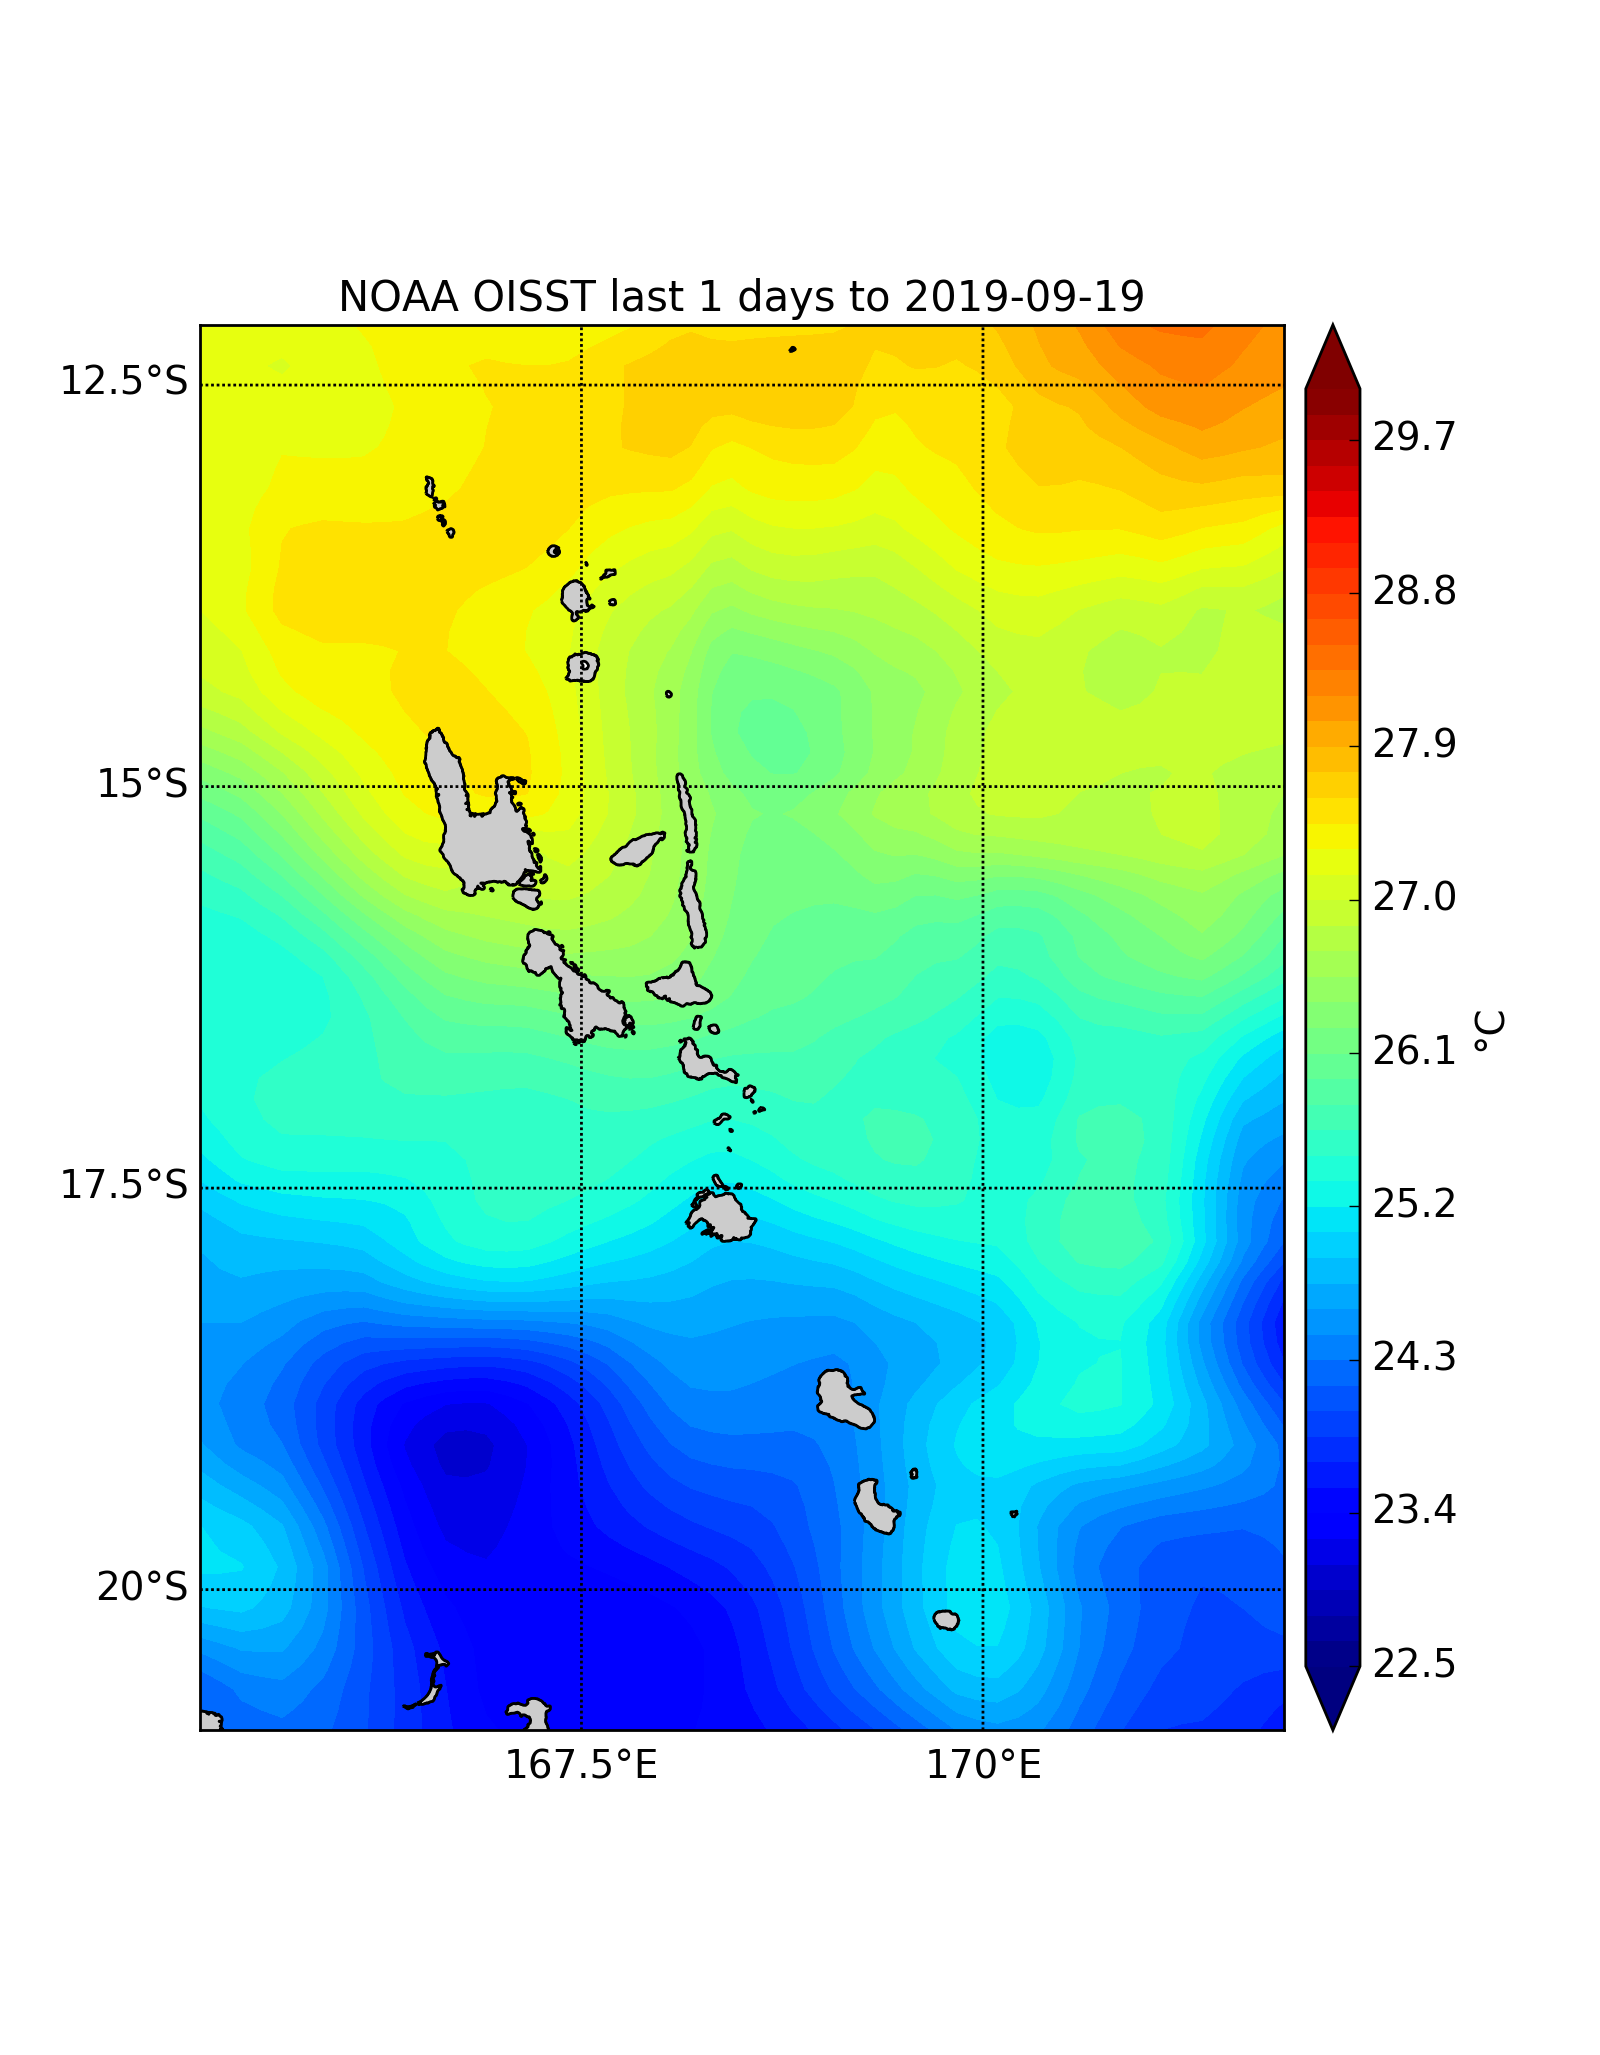 NOAA OISST last 1 days to 2019-09-19
12.5°S
15°S
17.5°S
20°S
167.5°E
170°E
29.7
28.8
27.9
27.0
26.1
25.2
24.3
23.4
22.5
°C